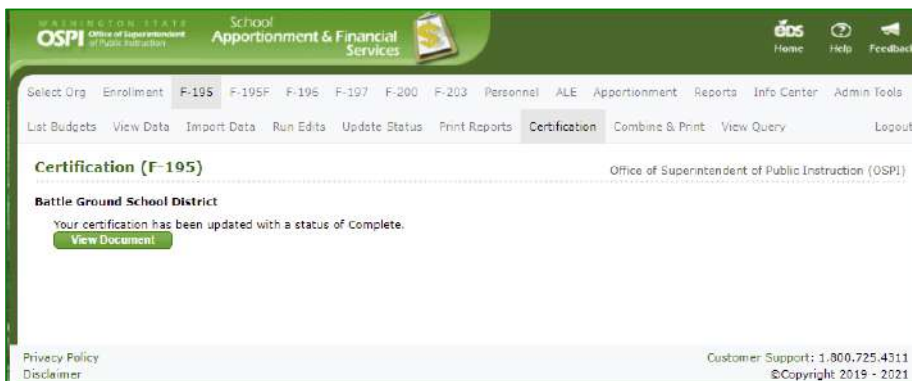 WASHINGTON STATE
OSPI Office of Superintendent of Public Instruction
School
Apportionment & Financial
Services
eds
Home Help Feedback
Select Org Enrollment F-195 F-195F F-196 F-197 F-200 F-203 Personnel ALE Apportionment Reports Info Center Admin Tools
List Budgets View Data Import Data Run Edits Update Status Print Reports Certification Combine & Print View Query Logout
Certification (F-195)
Office of Superintendent of Public Instruction (OSPI)
Battle Ground School District
Your certification has been updated with a status of Complete.
View Document
Privacy Policy Customer Support: 1.800.725.4311
Disclaimer ©Copyright 2019 - 2021